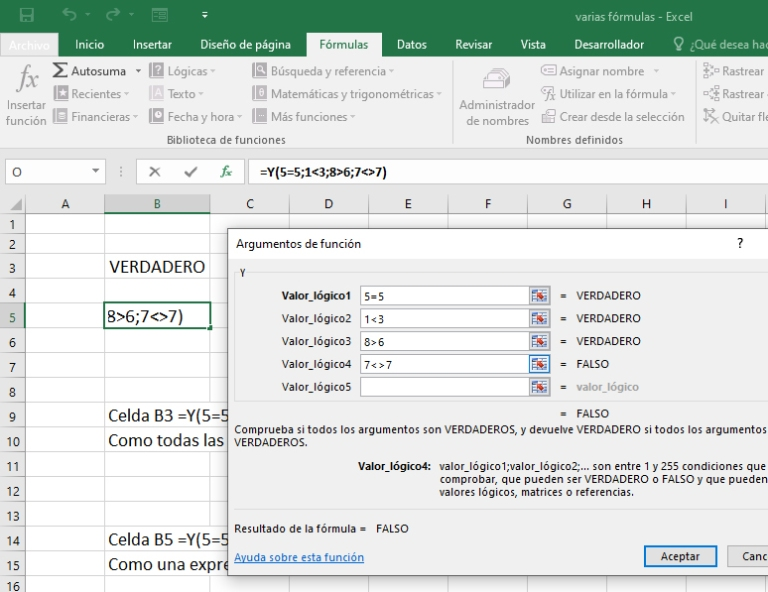 varias fórmulas - Excel
Archivo Inicio Insertar Diseño de página Fórmulas Datos Revisar Vista Desarrollador ¿Qué desea
fx Insertar función
Autosuma
Recientes
Financieras
Lógicas
Texto
Fecha y hora
Búsqueda y referencia
Matemáticas y trigonométricas
Más funciones
Biblioteca de funciones
Administrador de nombres
Asignar nombre
Utilizar en la fórmula
Crear desde la selección
Nombres definidos
Rastrear
Rastrear
Quitar
O fx =Y(5=5;1<3;8>6;7<>7)
A B C D E F G H I
1
2
3 VERDADERO
4
5 8>6;7<>7)
6
7
8
9 Celda B3 =Y(5=5
10 Como todas las
11
12
13
14 Celda B5 =Y(5=5
15 Como una expre
16
Argumentos de función ?
Y
Valor_lógico1 5=5 = VERDADERO
Valor_lógico2 1<3 = VERDADERO
Valor_lógico3 8>6 = VERDADERO
Valor_lógico4 7<>7 = FALSO
Valor_lógico5 = valor_lógico
= FALSO
Comprueba si todos los argumentos son VERDADEROS, y devuelve VERDADERO si todos los argumentos
VERDADEROS.
Valor_lógico4: valor_lógico1;valor_lógico2;... son entre 1 y 255 condiciones que
comprobar, que pueden ser VERDADERO o FALSO y que pueden
valores lógicos, matrices o referencias.
Resultado de la fórmula = FALSO
Ayuda sobre esta función Aceptar Canc